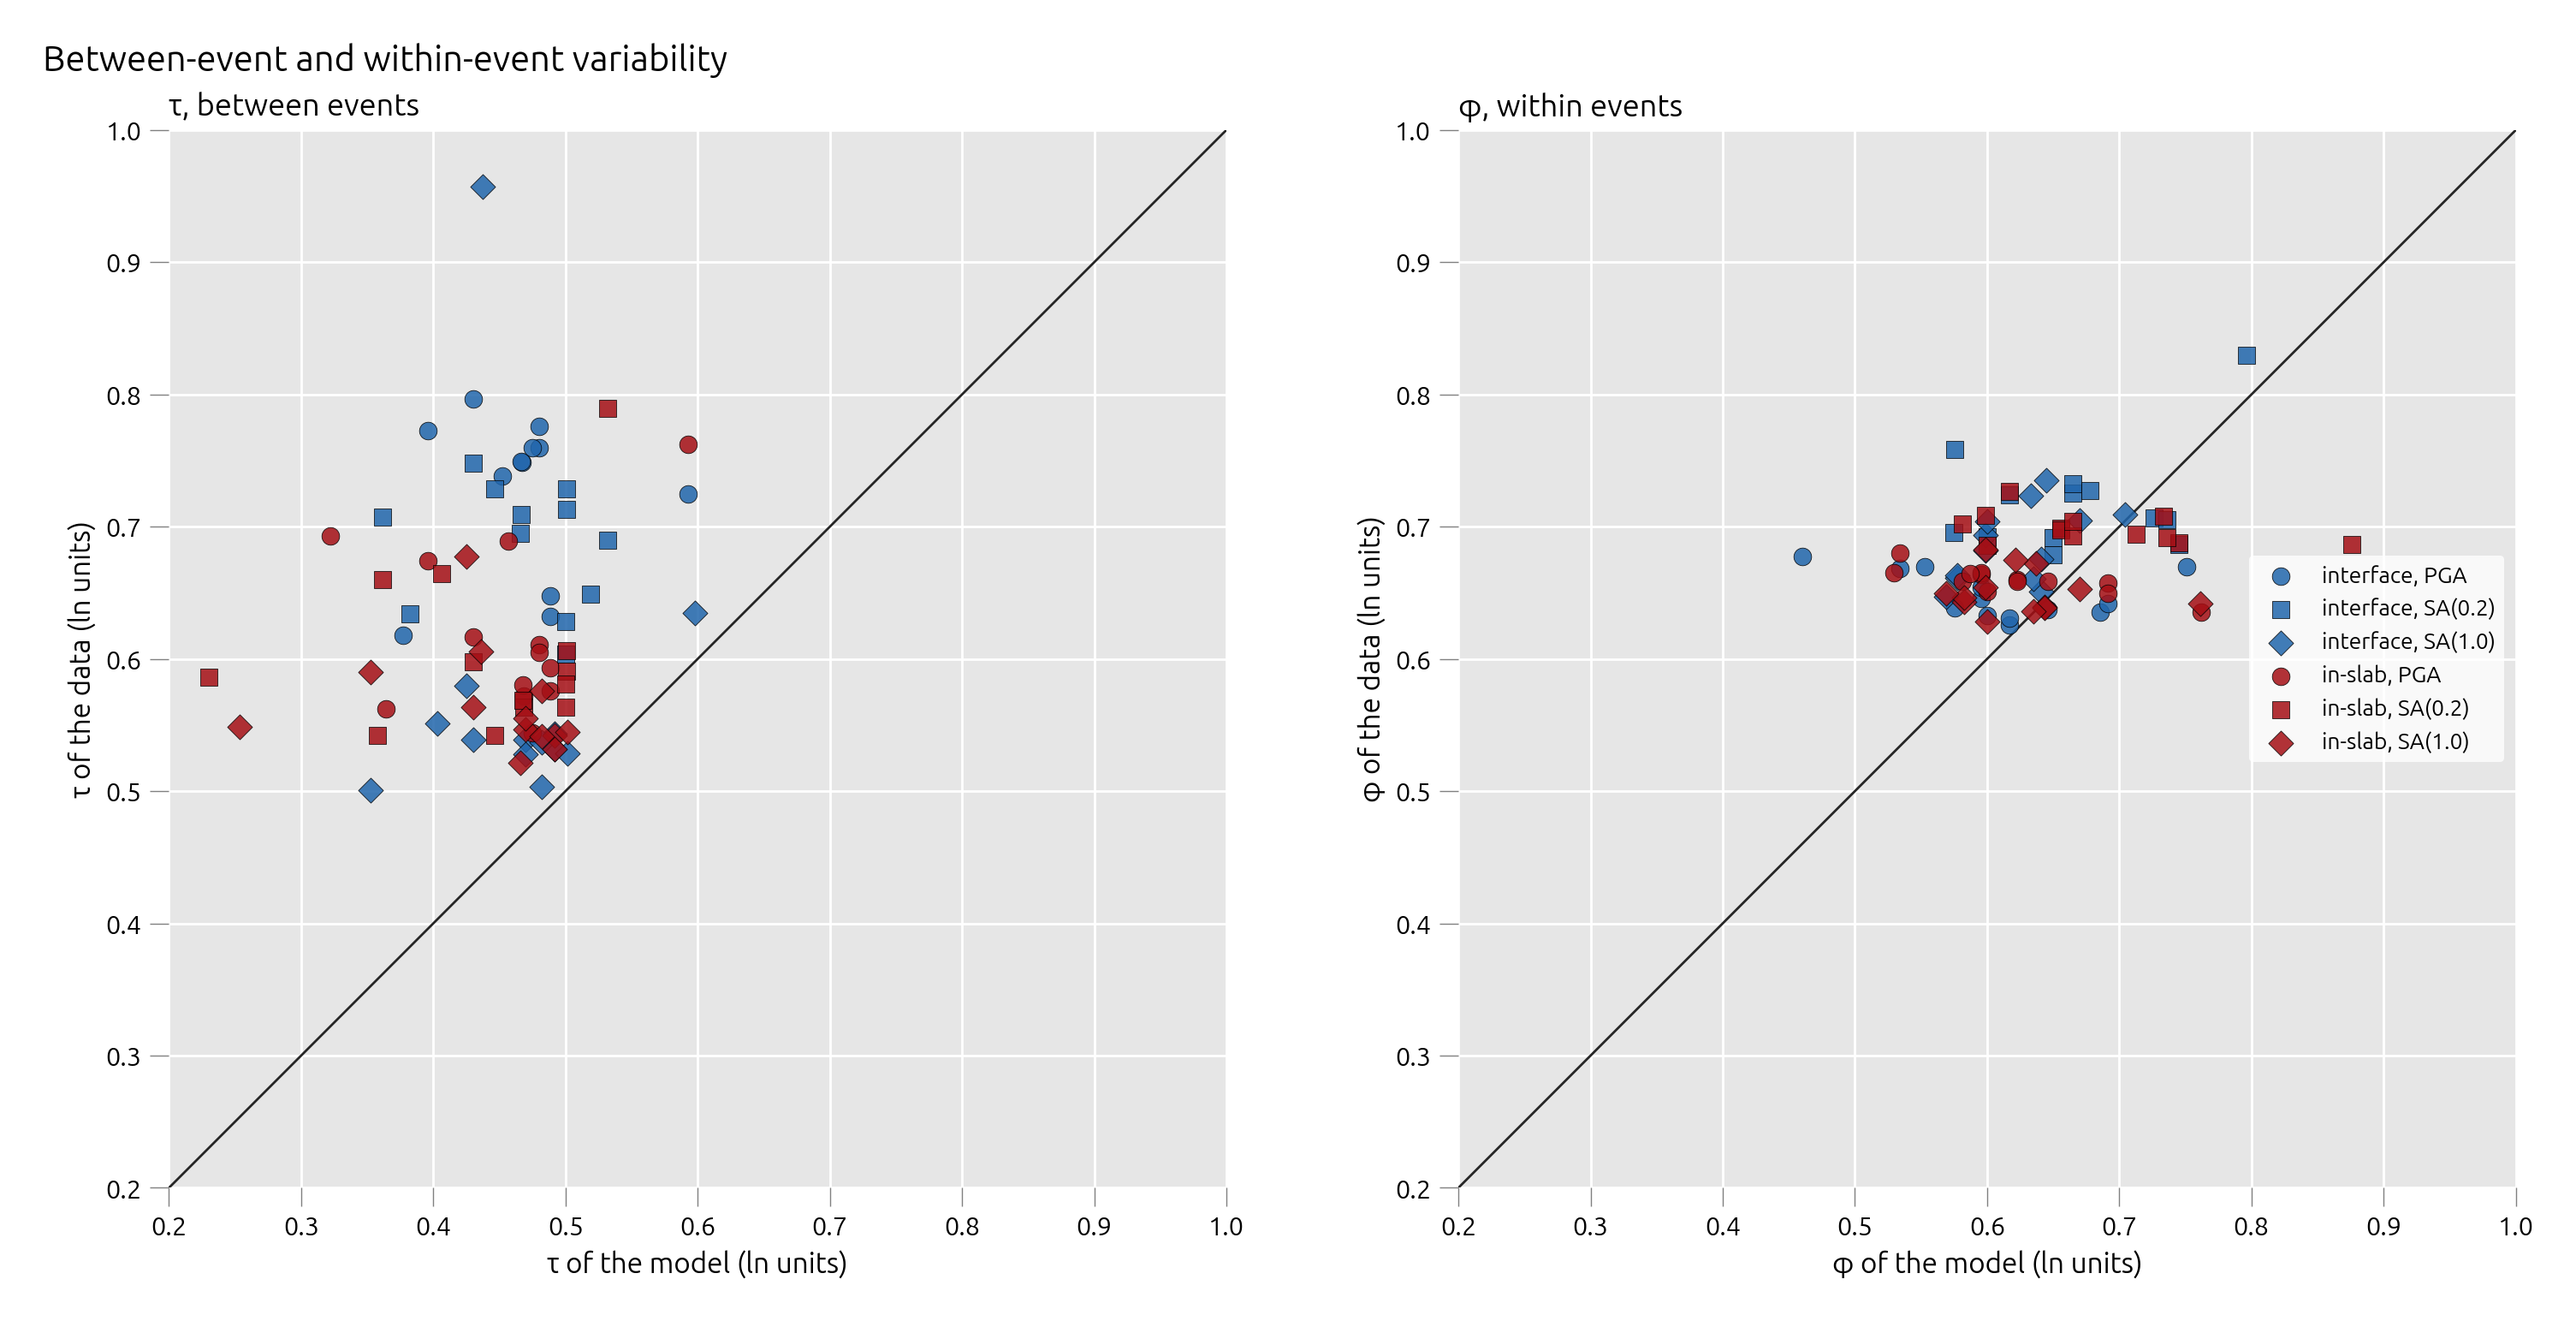 Between-event and within-event variability
τ, between events
1.0
0.9
0.8
0.7
0.6
0.5
0.4
0.3
0.2
τ of the data (ln units)
0.2 0.3 0.4 0.5 0.6 0.7 0.8 0.9 1.0
τ of the model (ln units)
φ, within events
1.0
0.9
0.8
0.7
0.6
0.5
0.4
0.3
0.2
φ of the data (ln units)
interface, PGA
interface, SA(0.2)
interface, SA(1.0)
in-slab, PGA
in-slab, SA(0.2)
in-slab, SA(1.0)
0.2 0.3 0.4 0.5 0.6 0.7 0.8 0.9 1.0
φ of the model (ln units)